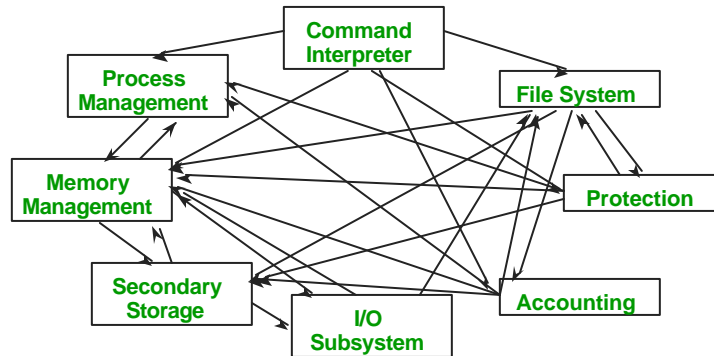 Command
Interpreter
Process
Management
File System
Memory
Management
Protection
Secondary
Storage
Accounting
I/O
Subsystem